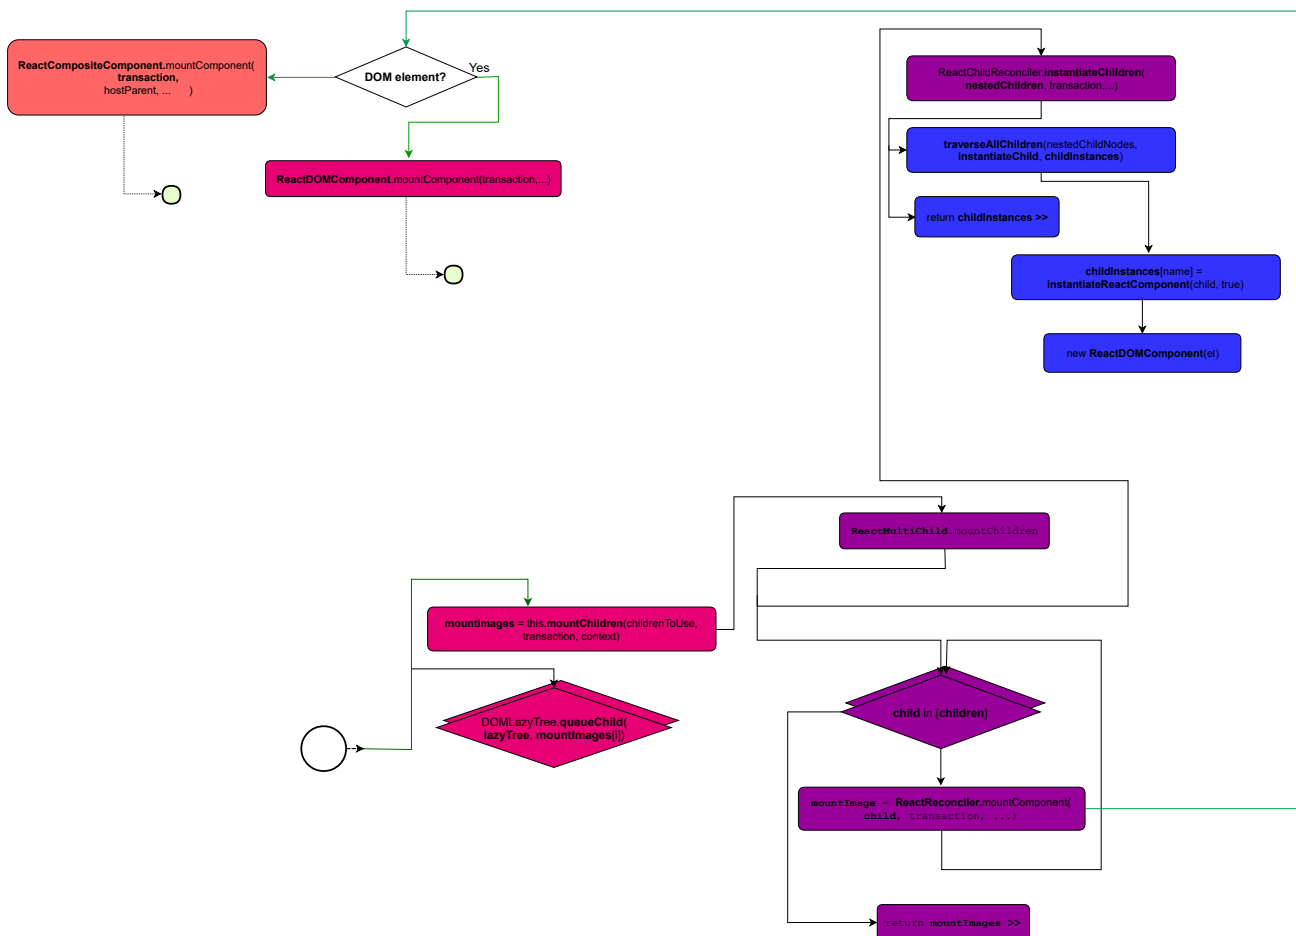 ReactCompositeComponent.mountComponent(
transaction,
hostParent, ... )
DOM element?
Yes
ReactDOMComponent.mountComponent(transaction,...)
ReactChildReconciler.instantiateChildren(
nestedChildren, transaction,...)
traverseAllChildren(nestedChildNodes,
instantiateChild, childInstances)
return childInstances >>
childInstances[name] =
instantiateReactComponent(child, true)
new ReactDOMComponent(el)
ReactMultiChild.mountChildren
mountImages = this.mountChildren(childrenToUse,
transaction, context)
DOMLazyTree.queueChild(
lazyTree, mountImages[i])
child in [children]
mountImage = ReactReconciler.mountComponent(
child, transaction, ...)
return mountImages >>